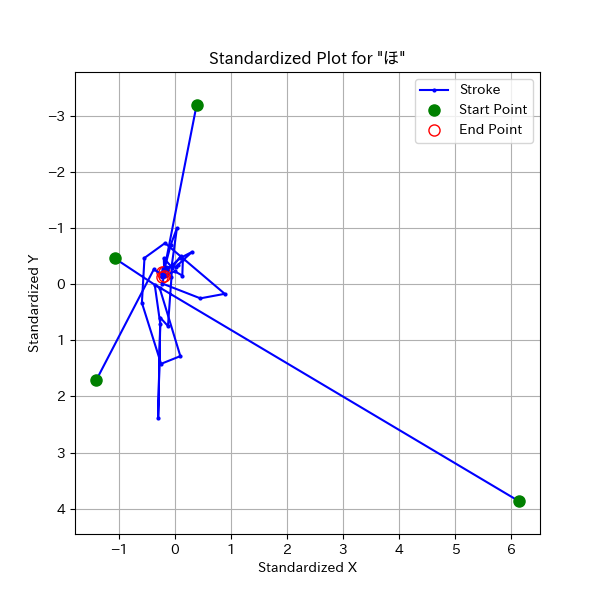 Standardized Plot for "ほ"
Stroke
Start Point
End Point
−3
−2
−1
0
1
2
3
4
Standardized Y
−1 0 1 2 3 4 5 6
Standardized X